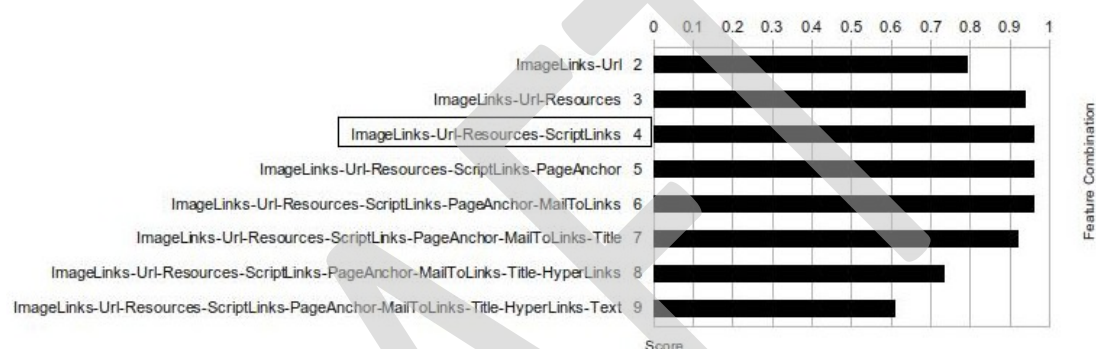 0 0.1 0.2 0.3 0.4 0.5 0.6 0.7 0.8 0.9 1
ImageLinks-Url 2
ImageLinks-Url-Resources 3
ImageLinks-Url-Resources-ScriptLinks 4
ImageLinks-Url-Resources-ScriptLinks-PageAnchor 5
ImageLinks-Url-Resources-ScriptLinks-PageAnchor-MailToLinks 6
ImageLinks-Url-Resources-ScriptLinks-PageAnchor-MailToLinks-Title 7
ImageLinks-Url-Resources-ScriptLinks-PageAnchor-MailToLinks-Title-HyperLinks 8
ImageLinks-Url-Resources-ScriptLinks-PageAnchor-MailToLinks-Title-HyperLinks-Text 9
Score
Feature Combination